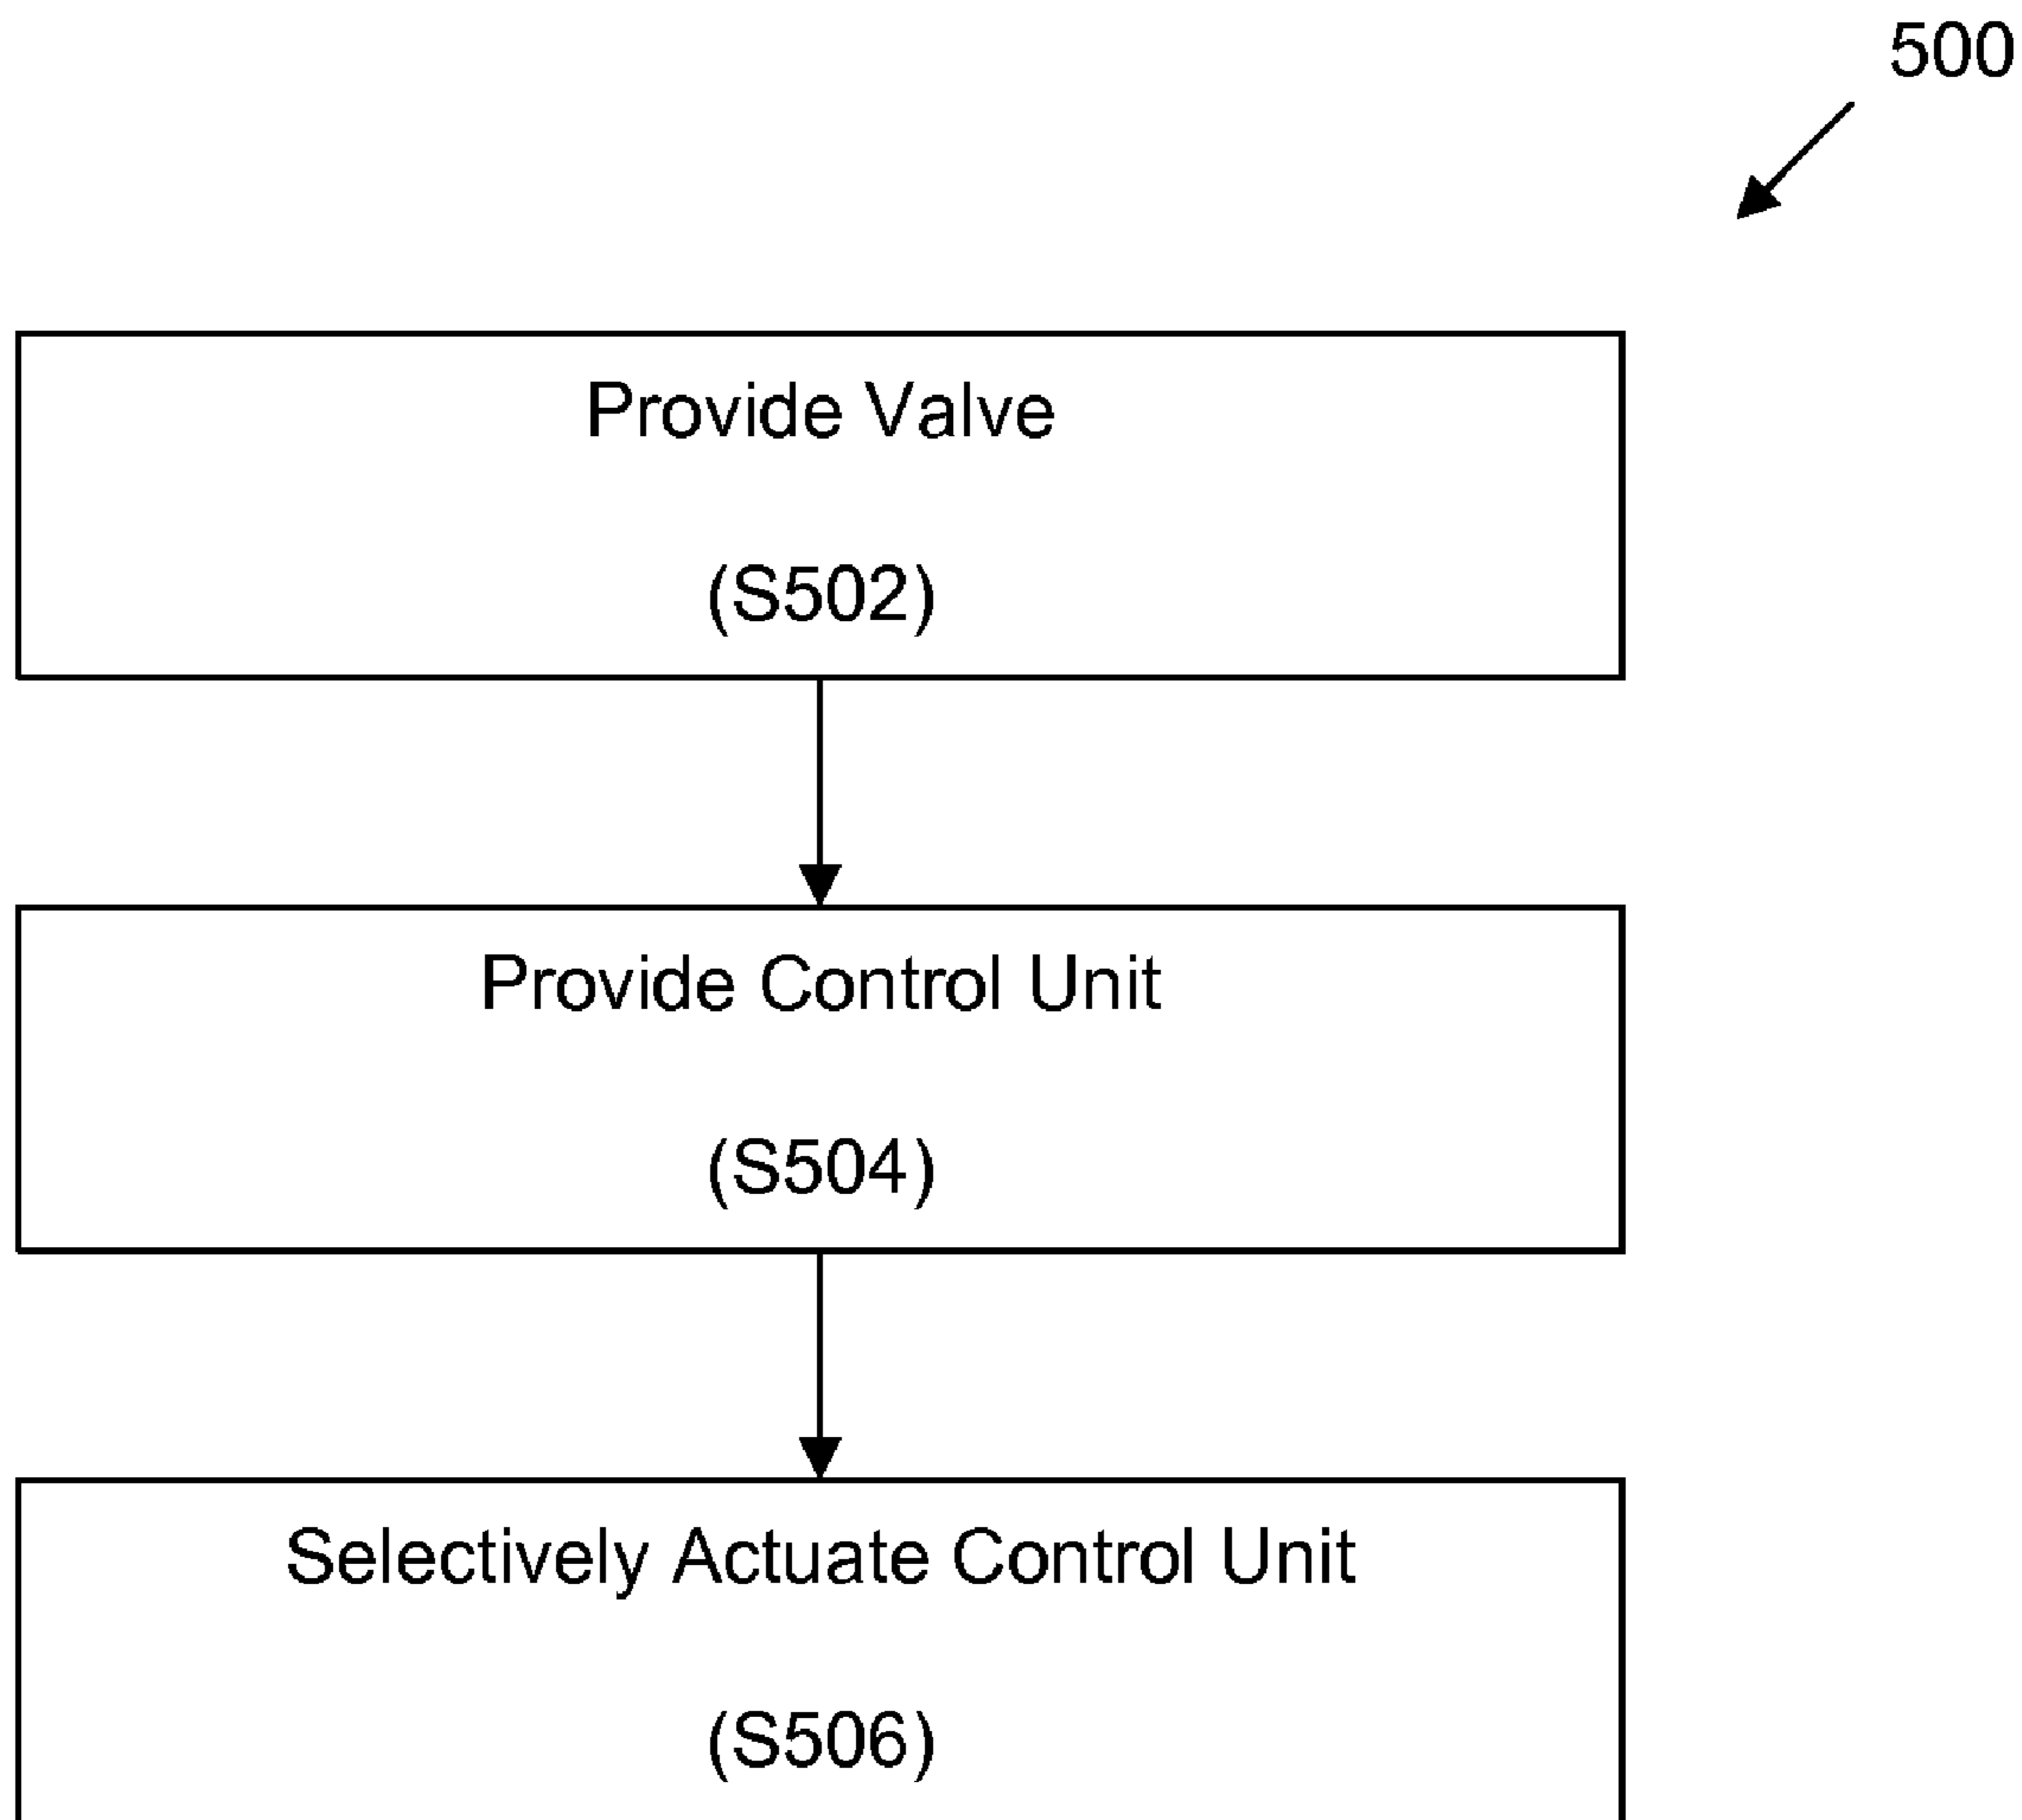 500
Provide Valve
(S502)
Provide Control Unit
(S504)
Selectively Actuate Control Unit
(S506)